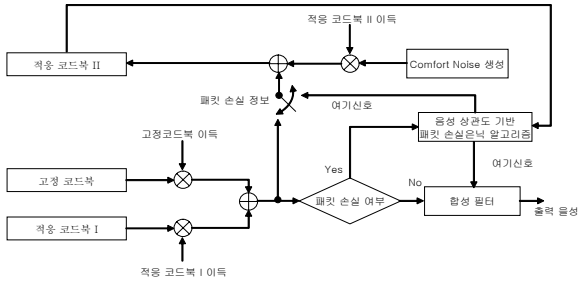 적응 코드북 II 이득
적응 코드북 II
Comfort Noise 생성
패킷 손실 정보
여기신호
음성 상관도 기반
패킷 손실은닉 알고리즘
고정코드북 이득
여기신호
Yes
고정 코드북
No
패킷 손실 여부
합성 필터
출력 음성
적응 코드북 I
적응 코드북 I 이득